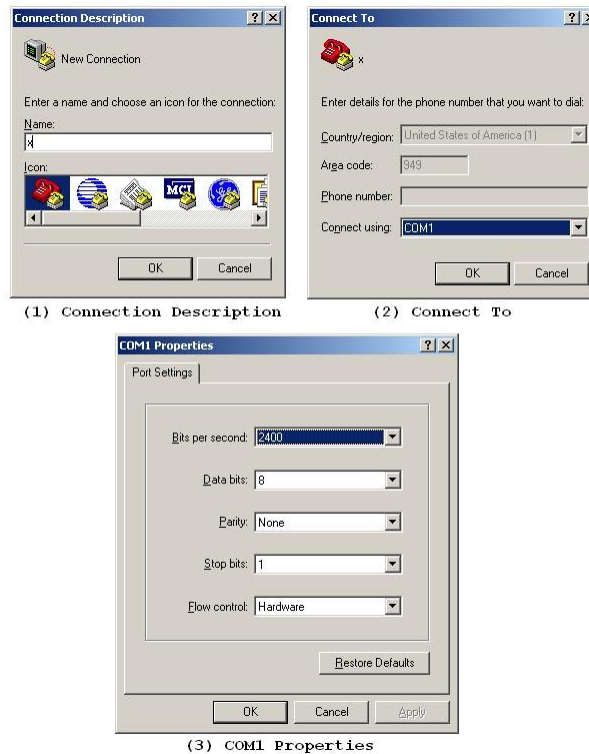 Connection Description
New Connection
Enter a name and choose an icon for the connection:
Name:
x
Icon:
MCI
OK Cancel
(1) Connection Description
Connect To
x
Enter details for the phone number that you want to dial:
Country/region: United States of America (1)
Area code: 949
Phone number:
Connect using: COM1
OK Cancel
(2) Connect To
COM1 Properties
Port Settings
Bits per second: 2400
Data bits: 8
Parity: None
Stop bits: 1
Flow control: Hardware
Restore Defaults
OK Cancel Apply
(3) COM1 Properties